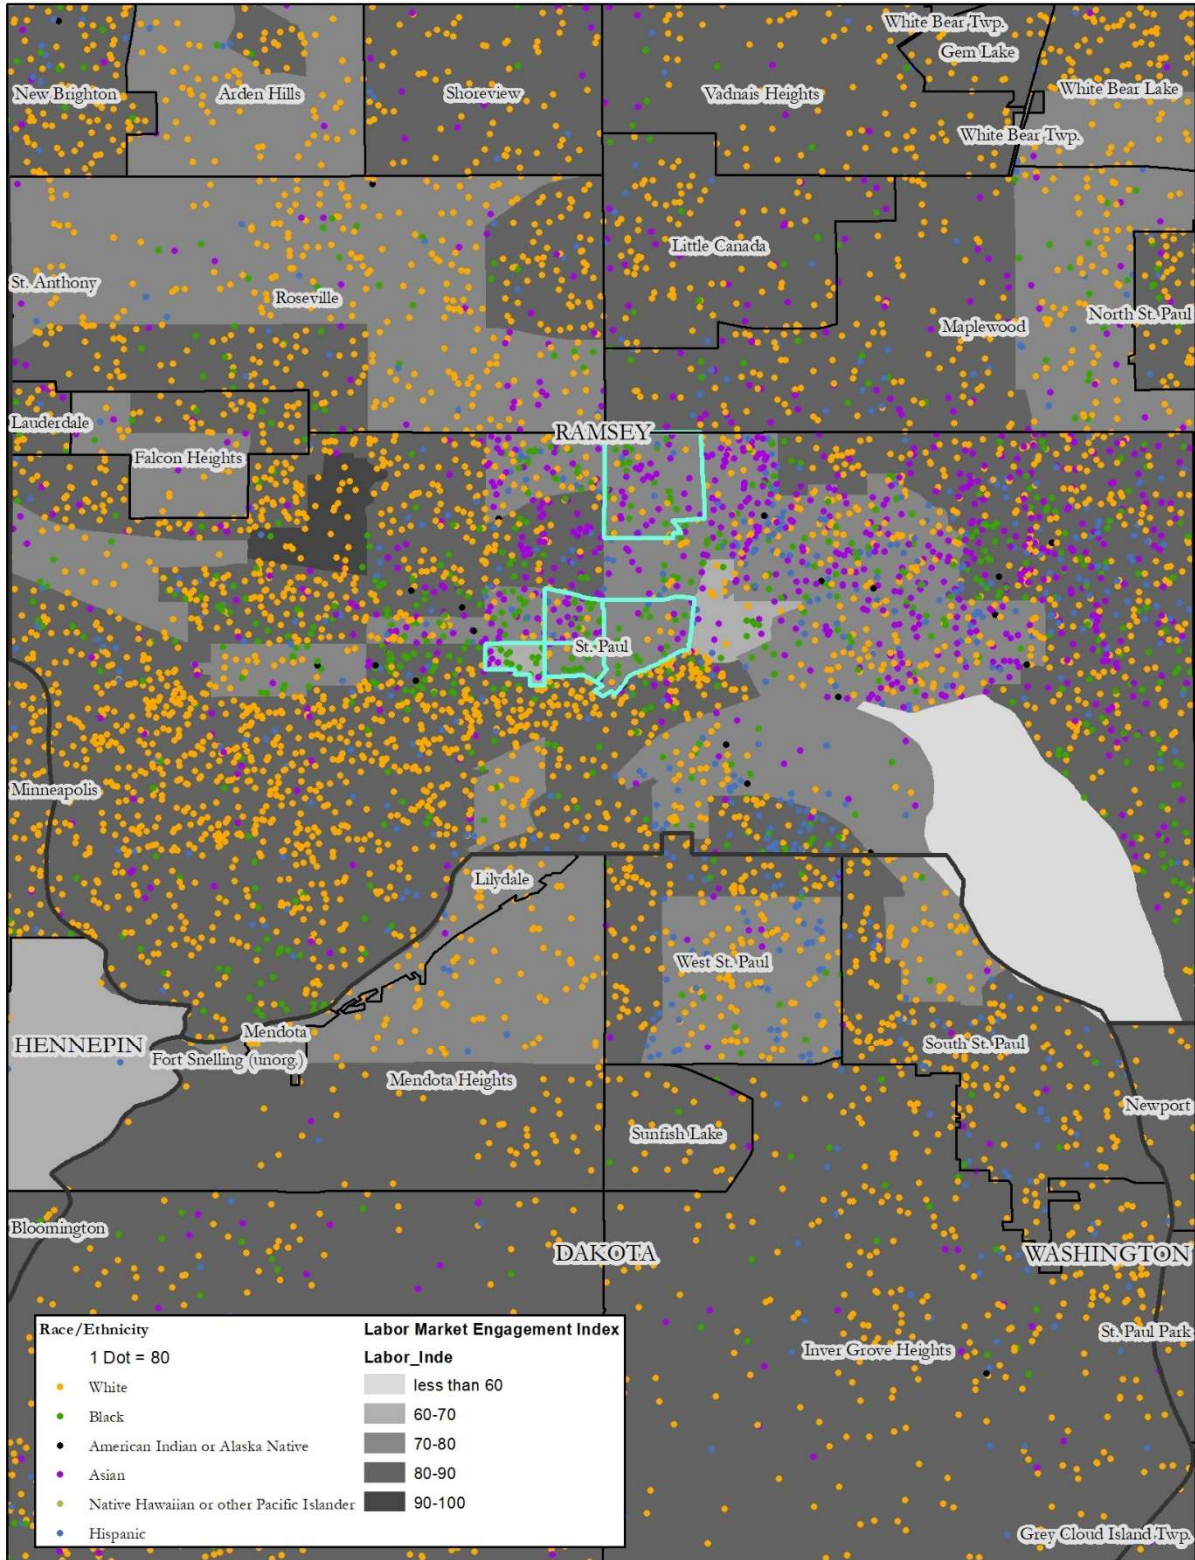 White Bear Twp.
Gem Lake
New Brighton
Arden Hills
Shoreview
Vadnais Heights
White Bear Lake
White Bear Twp.
Little Canada
St. Anthony
Roseville
Maplewood
North St. Paul
Lauderdale
RAMSEY
Falcon Heights
St. Paul
Minneapolis
Lilydale
West St. Paul
HENNEPIN
Mendota
Fort Snelling (unorg.)
South St. Paul
Mendota Heights
Newport
Sunfish Lake
Bloomington
DAKOTA
WASHINGTON
St. Paul Park
Inver Grove Heights
Grey Cloud Island Twp.
Race/Ethnicity
1 Dot = 80
White
Black
American Indian or Alaska Native
Asian
Native Hawaiian or other Pacific Islander
Hispanic
Labor Market Engagement Index
Labor_Inde
less than 60
60-70
70-80
80-90
90-100